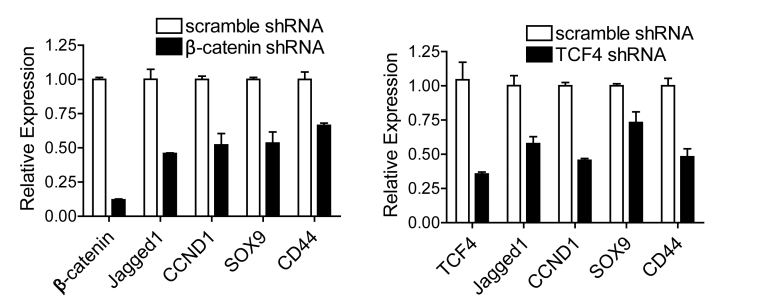 scramble shRNA
β-catenin shRNA
Relative Expression
1.25
1.00
0.75
0.50
0.25
0.00
β-catenin
Jagged1
CCND1
SOX9
CD44
scramble shRNA
TCF4 shRNA
Relative Expression
1.25
1.00
0.75
0.50
0.25
0.00
TCF4
Jagged1
CCND1
SOX9
CD44